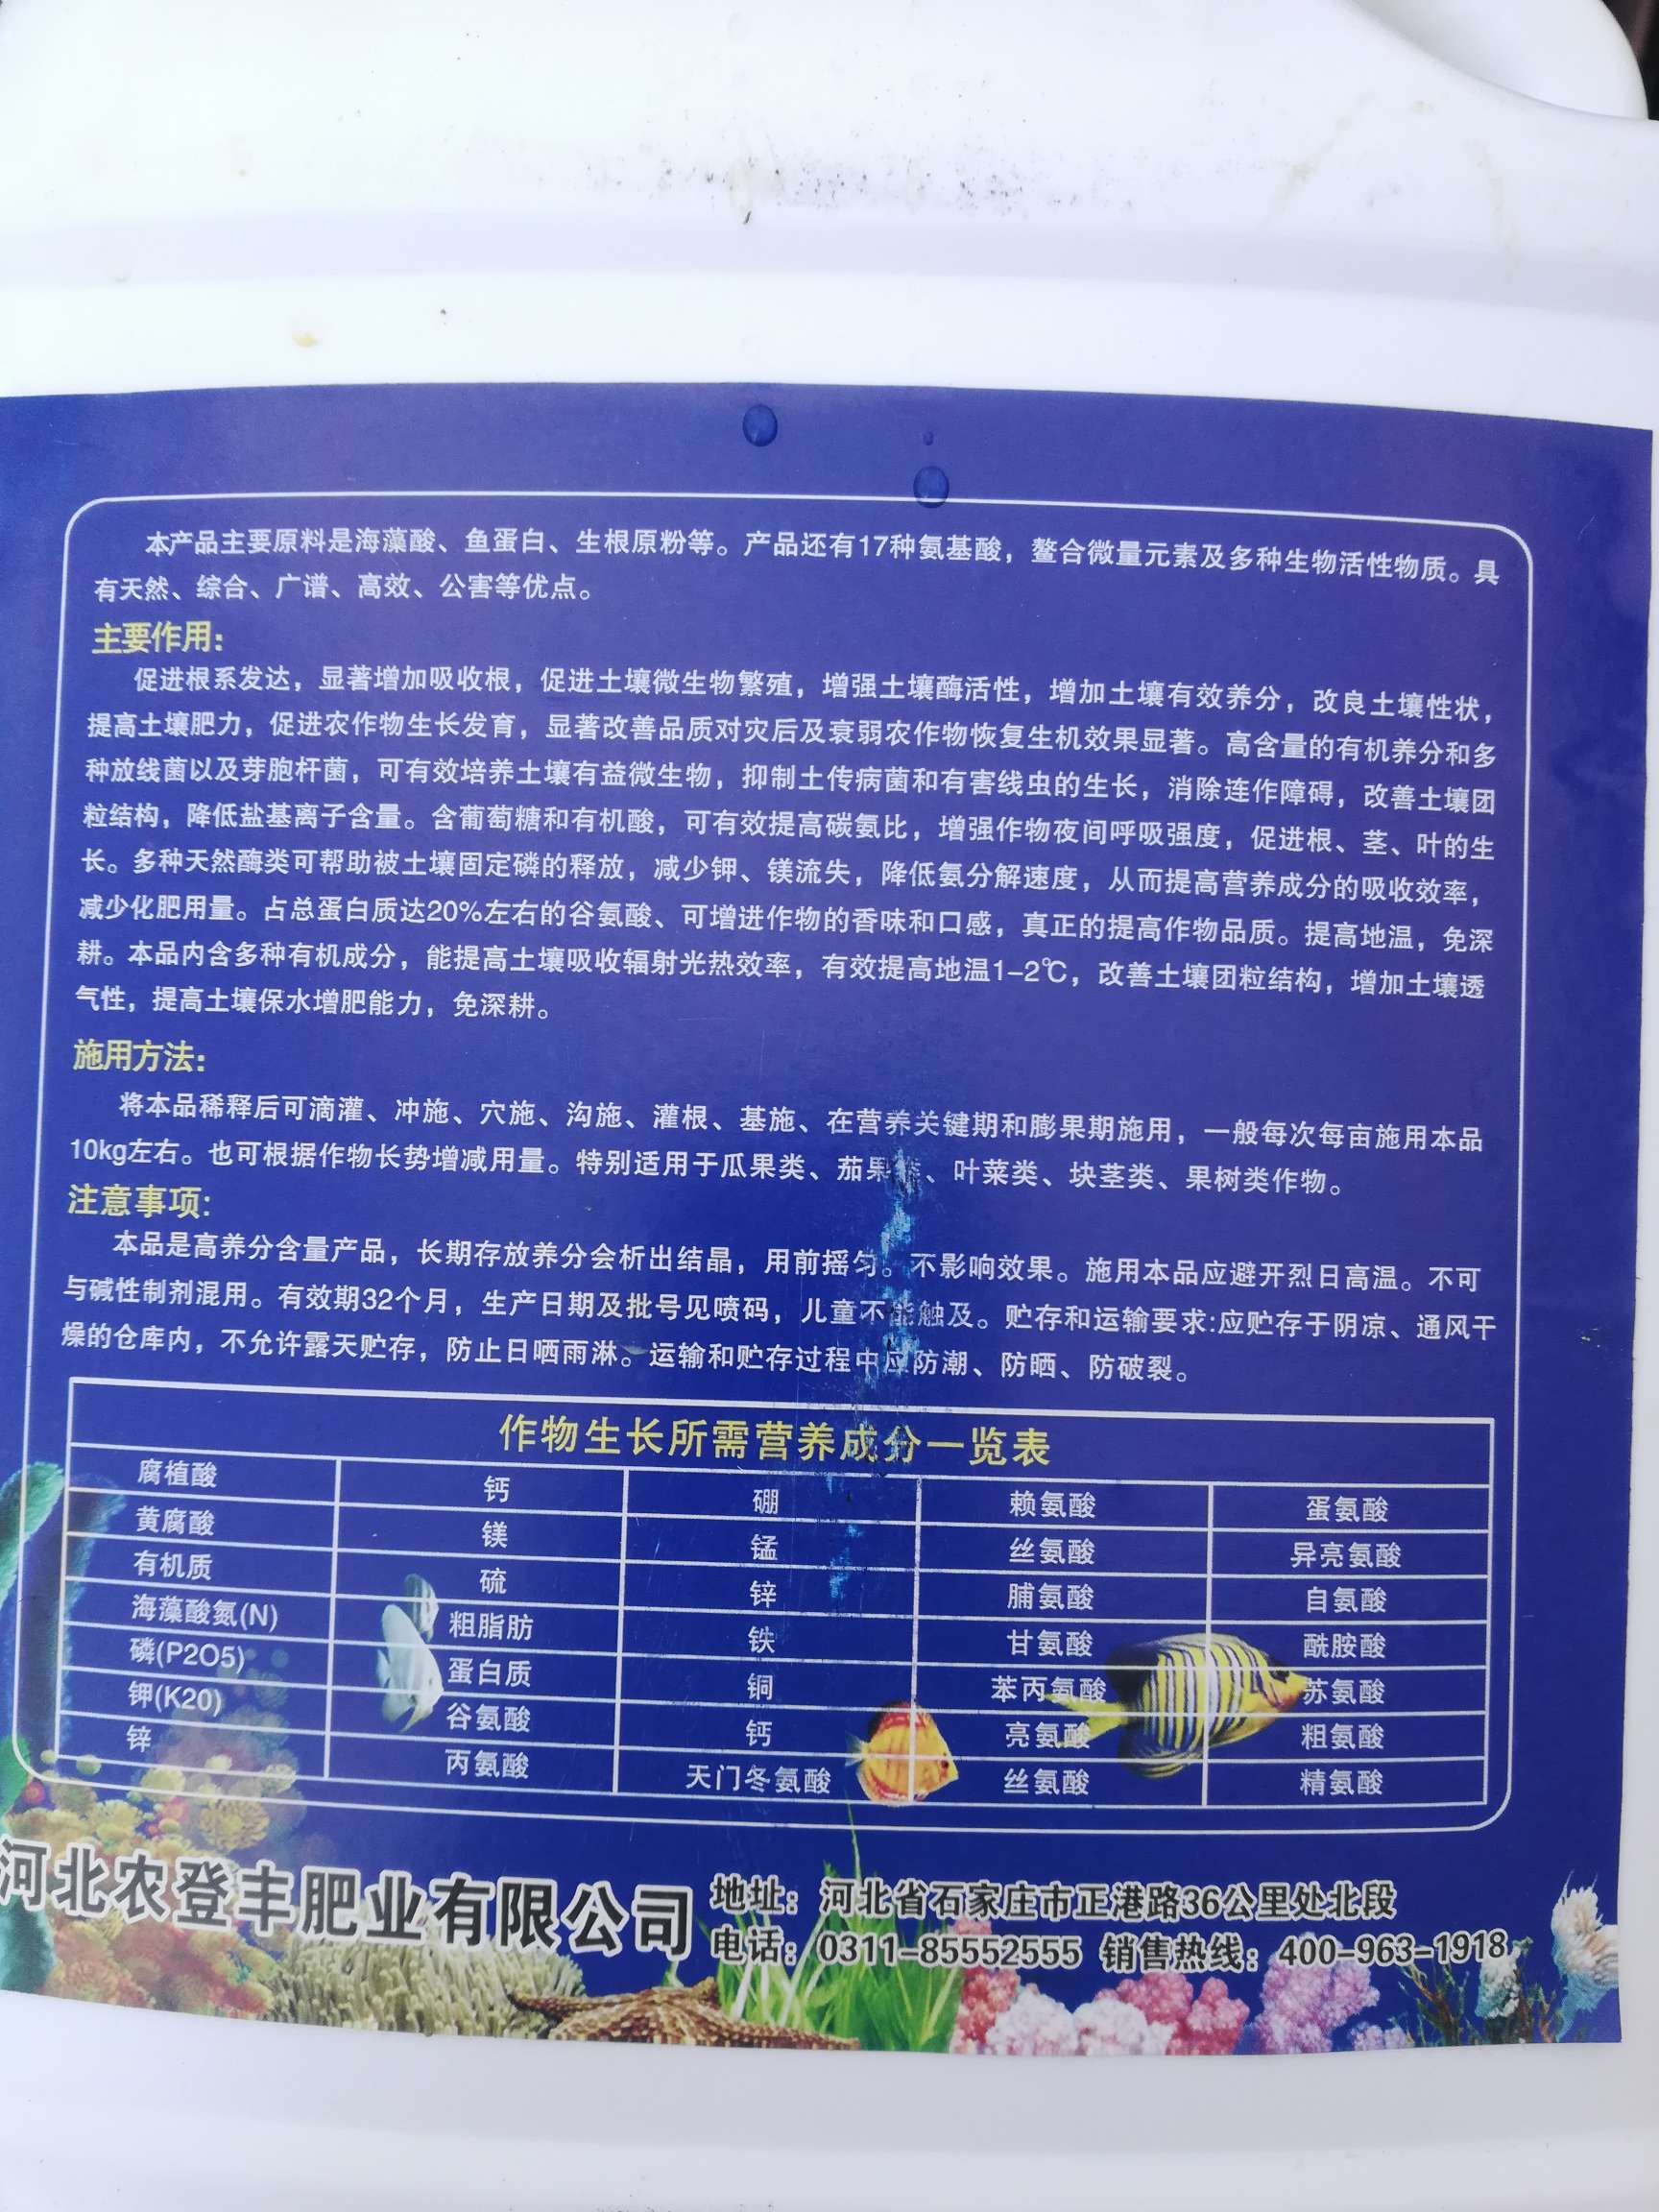 本产品主要原料是海藻酸、鱼蛋白、生根原粉等。产品还有17种氨基酸，鳌合微量元素及多种生物活性物质。具
有天然、综合、广谱、高效、公害等优点。
主要作用:
促进根系发达，显著增加吸收根，促进土壤微生物繁殖，增强土壤酶活性，增加土壤有效养分，改良土壤性状，
提高土壤肥力，促进农作物生长发育，显著改善品质对灾后及衰弱农作物恢复生机效果显著。高含量的有机养分和多
种放线菌以及芽胞杆菌，可有效培养土壤有益微生物，抑制土传病菌和有害线虫的生长，消除连作障碍，改善土壤团
粒结构，降低盐基离子含量。含葡萄糖和有机酸，可有效提高碳氨比，增强作物夜间呼吸强度，促进根、茎、叶的生
长。多种天然酶类可帮助被土壤固定磷的释放，减少钾、镁流失，降低氨分解速度，从而提高营养成分的吸收效率，
减少化肥用量。占总蛋白质达20%左右的谷氨酸、可增进作物的香味和口感，真正的提高作物品质。提高地温，免深
耕。本品内含多种有机成分，能提高土壤吸收辐射光热效率，有效提高地温1-2℃，改善土壤团粒结构，增加土壤透
气性，提高土壤保水增肥能力，免深耕。
施用方法:
将本品稀释后可滴灌、冲施、穴施、沟施、灌根、基施、在营养关键期和膨果期施用，一般每次每亩施用本品
10kg左右。也可根据作物长势增减用量。特别适用于瓜果类、茄果类、叶菜类、块茎类、果树类作物。
注意事项:
本品是高养分含量产品，长期存放养分会析出结晶，用前摇匀。不影响效果。施用本品应避开烈日高温。不可
与碱性制剂混用。有效期32个月，生产日期及批号见喷码，儿童不能触及。贮存和运输要求:应贮存于阴凉、通风干
燥的仓库内，不允许露天贮存，防止日晒雨淋。运输和贮存过程中应防潮、防晒、防破裂。
作物生长所需营养成分一览表
腐植酸 钙 硼 赖氨酸 蛋氨酸
黄腐酸 镁 锰 丝氨酸 异亮氨酸
有机质 硫 锌 脯氨酸 自氨酸
海藻酸氮(N) 粗脂肪 铁 甘氨酸 酰胺酸
磷(P2O5) 蛋白质 铜 苯丙氨酸 苏氨酸
钾(K20) 谷氨酸 钙 亮氨酸 粗氨酸
锌 丙氨酸 天门冬氨酸 丝氨酸 精氨酸
河北农登丰肥业有限公司
地址：河北省石家庄市正港路36公里处北段
电话：0311-85552555 销售热线：400-963-1918